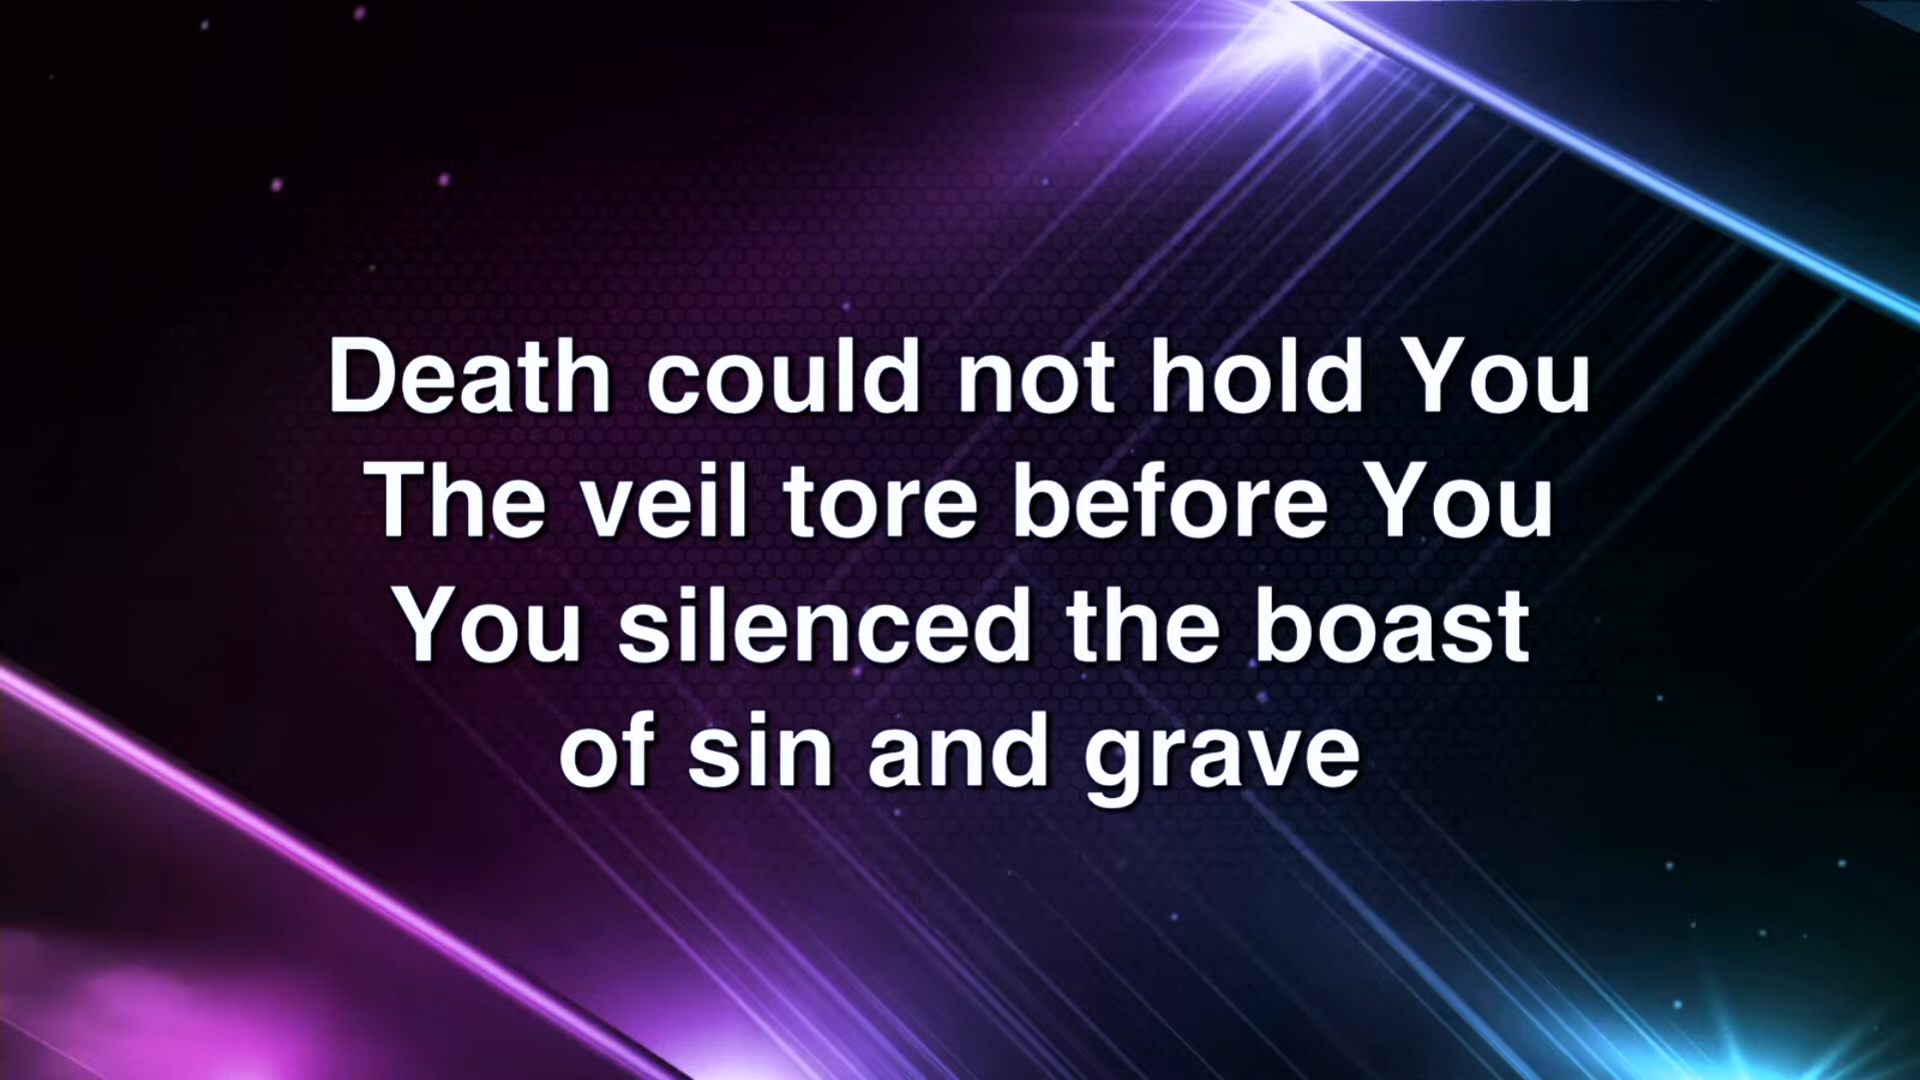 Death could not hold You
The veil tore before You
You silenced the boast
of sin and grave